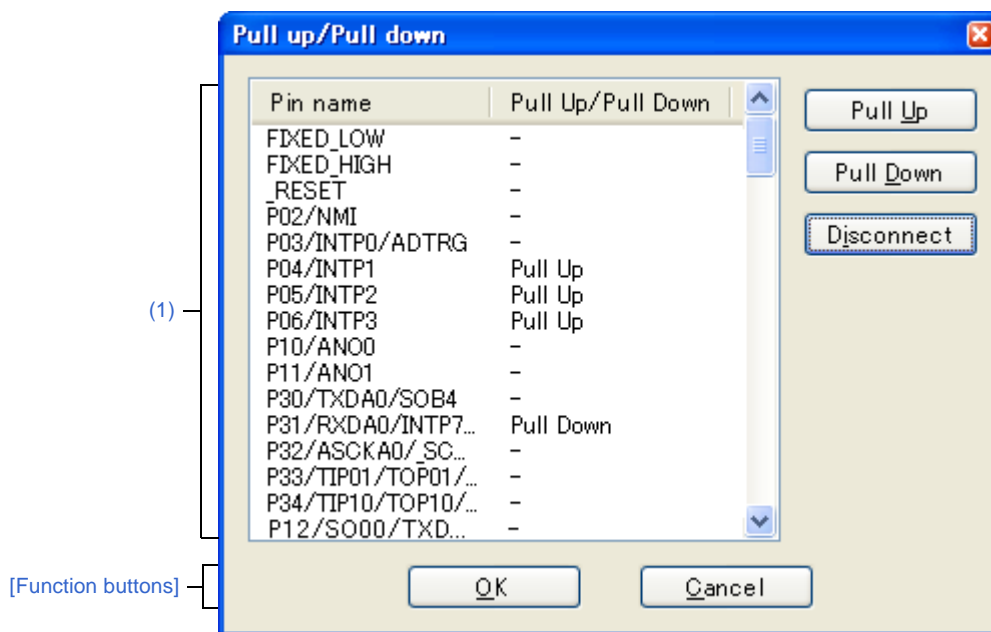 Pull up/Pull down
Pin name Pull Up/Pull Down
FIXED_LOW -
FIXED_HIGH -
_RESET -
P02/NMI -
P03/INTP0/ADTRG -
P04/INTP1 Pull Up
P05/INTP2 Pull Up
P06/INTP3 Pull Up
P10/ANO0 -
P11/ANO1 -
P30/TXDA0/SOB4 -
P31/RXDA0/INTP7... Pull Down
P32/ASCKA0/_SC... -
P33/TIP01/TOP01/... -
P34/TIP10/TOP10/... -
P12/SO00/TXD... -
Pull Up
Pull Down
Disconnect
(1)
[Function buttons]
OK Cancel